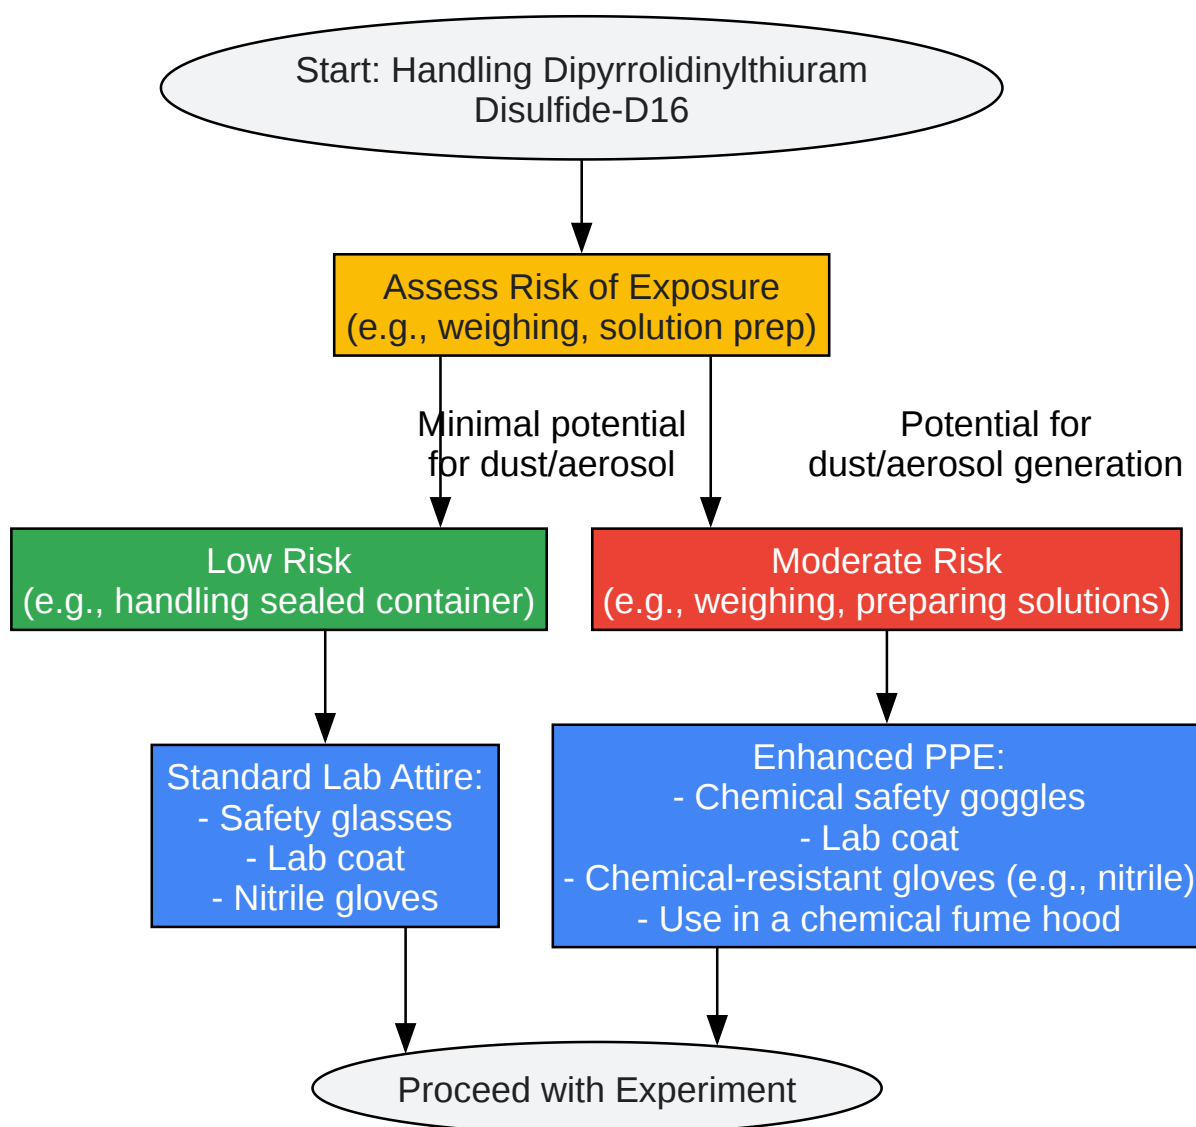 Start: Handling Dipyrrolidinylthiuram
Disulfide-D16
Assess Risk of Exposure
(e.g., weighing, solution prep)
Minimal potential
for dust/aerosol
Potential for
dust/aerosol generation
Low Risk
(e.g., handling sealed container)
Moderate Risk
(e.g., weighing, preparing solutions)
Standard Lab Attire:
- Safety glasses
- Lab coat
- Nitrile gloves
Enhanced PPE:
- Chemical safety goggles
- Lab coat
- Chemical-resistant gloves (e.g., nitrile)
- Use in a chemical fume hood
Proceed with Experiment